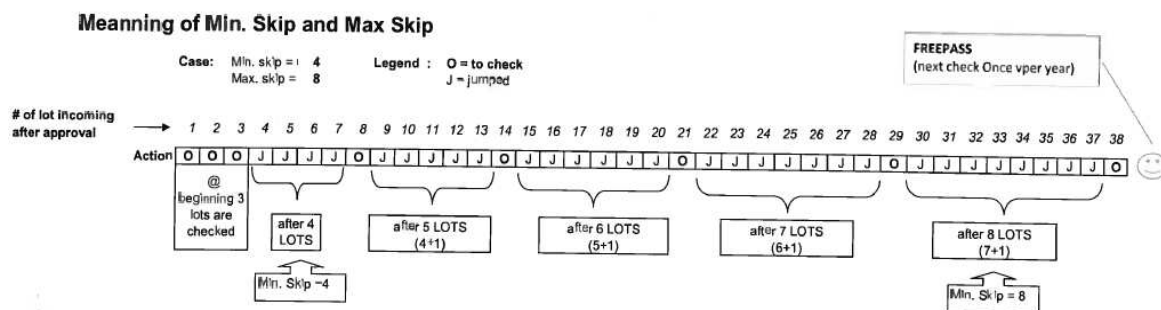 Meanning of Min. Skip and Max Skip
Case: Min. skip = 4 Legend : O = to check
Max. skip = 8 J = jumped
FREEPASS
(next check Once vper year)
# of lot incoming
after approval
1 2 3 4 5 6 7 8 9 10 11 12 13 14 15 16 17 18 19 20 21 22 23 24 25 26 27 28 29 30 31 32 33 34 35 36 37 38
Action O O O J J J J O J J J J J O J J J J J J O J J J J J J J O J J J J J J J J O
@
beginning 3
lots are
checked
after 4
LOTS
after 5 LOTS
(4+1)
after 6 LOTS
(5+1)
after 7 LOTS
(6+1)
after 8 LOTS
(7+1)
Min. Skip =4
Min. Skip = 8